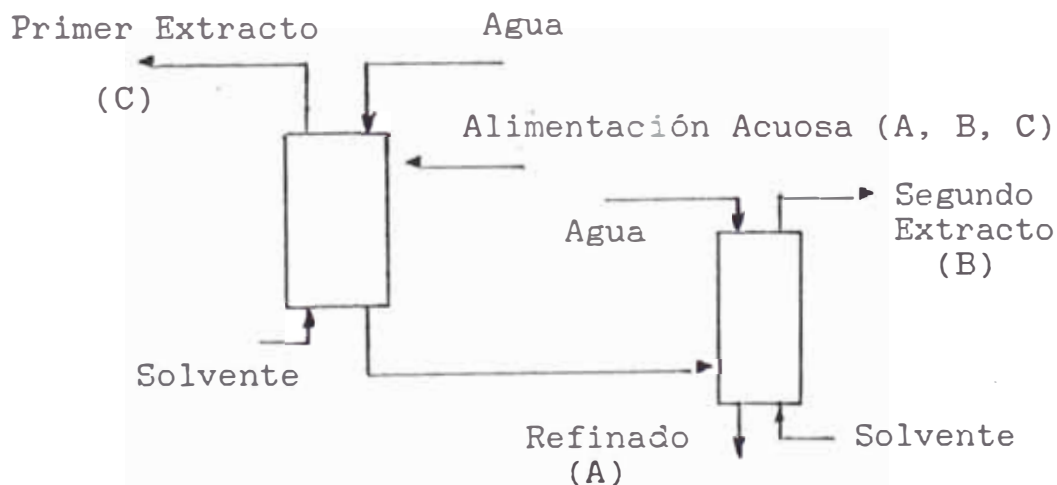 Primer Extracto
Agua
(C)
Alimentación Acuosa (A, B, C)
Agua
Segundo
Extracto
(B)
Solvente
Refinado
(A)
Solvente